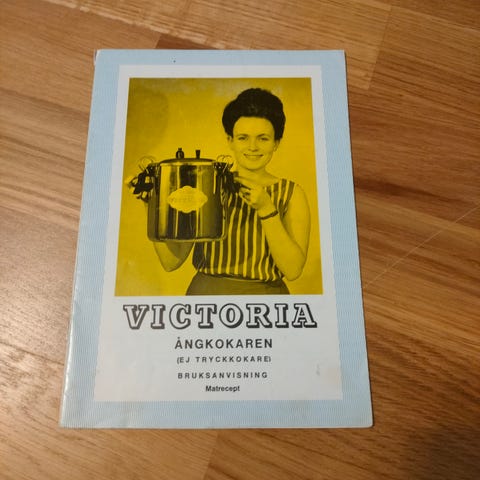 VICTORIA
ÅNGKOKAREN
(EJ TRYCKKOKARE)
BRUKSANVISNING
Matrecept